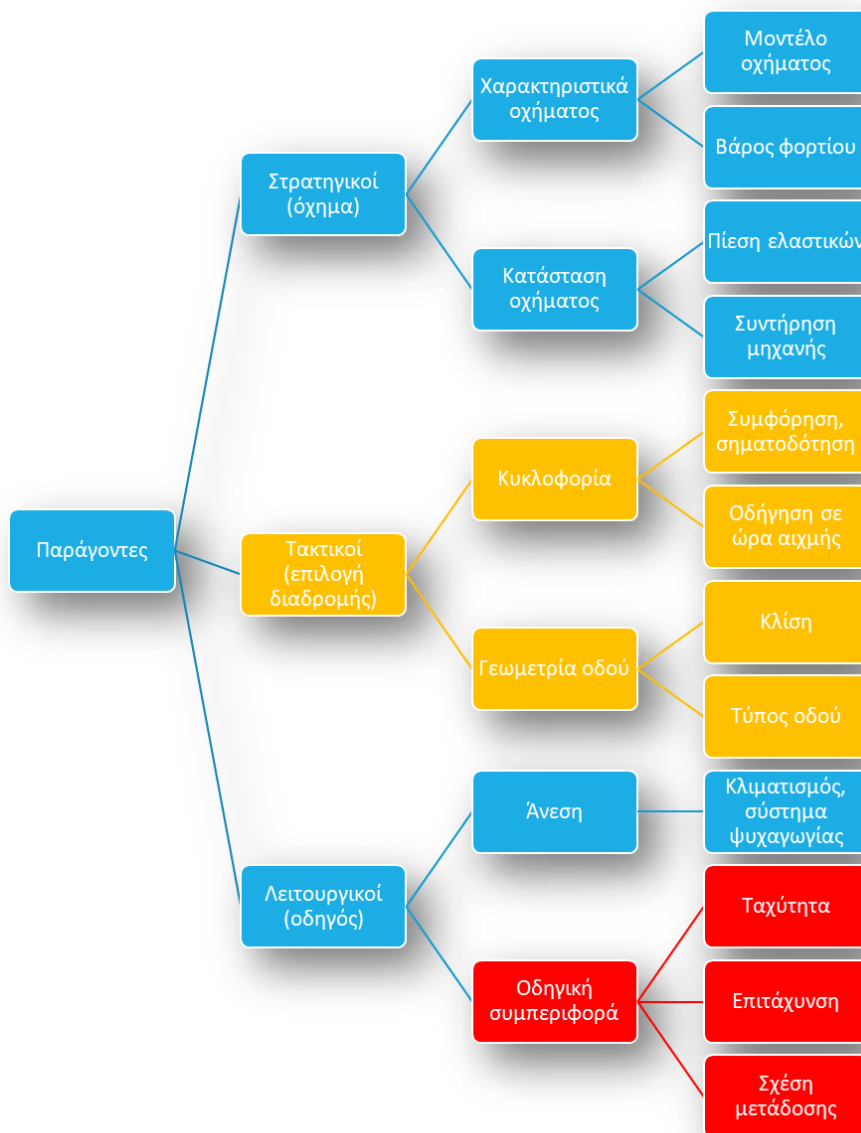 Παράγοντες
Στρατηγικοί
(όχημα)
Χαρακτηριστικά
οχήματος
Μοντέλο
οχήματος
Βάρος φορτίου
Κατάσταση
οχήματος
Πίεση ελαστικών
Συντήρηση
μηχανής
Τακτικοί
(επιλογή
διαδρομής)
Κυκλοφορία
Συμφόρηση,
σηματοδότηση
Οδήγηση σε
ώρα αιχμής
Γεωμετρία οδού
Κλίση
Τύπος οδού
Λειτουργικοί
(οδηγός)
Άνεση
Κλιματισμός,
σύστημα
ψυχαγωγίας
Οδηγική
συμπεριφορά
Ταχύτητα
Επιτάχυνση
Σχέση
μετάδοσης